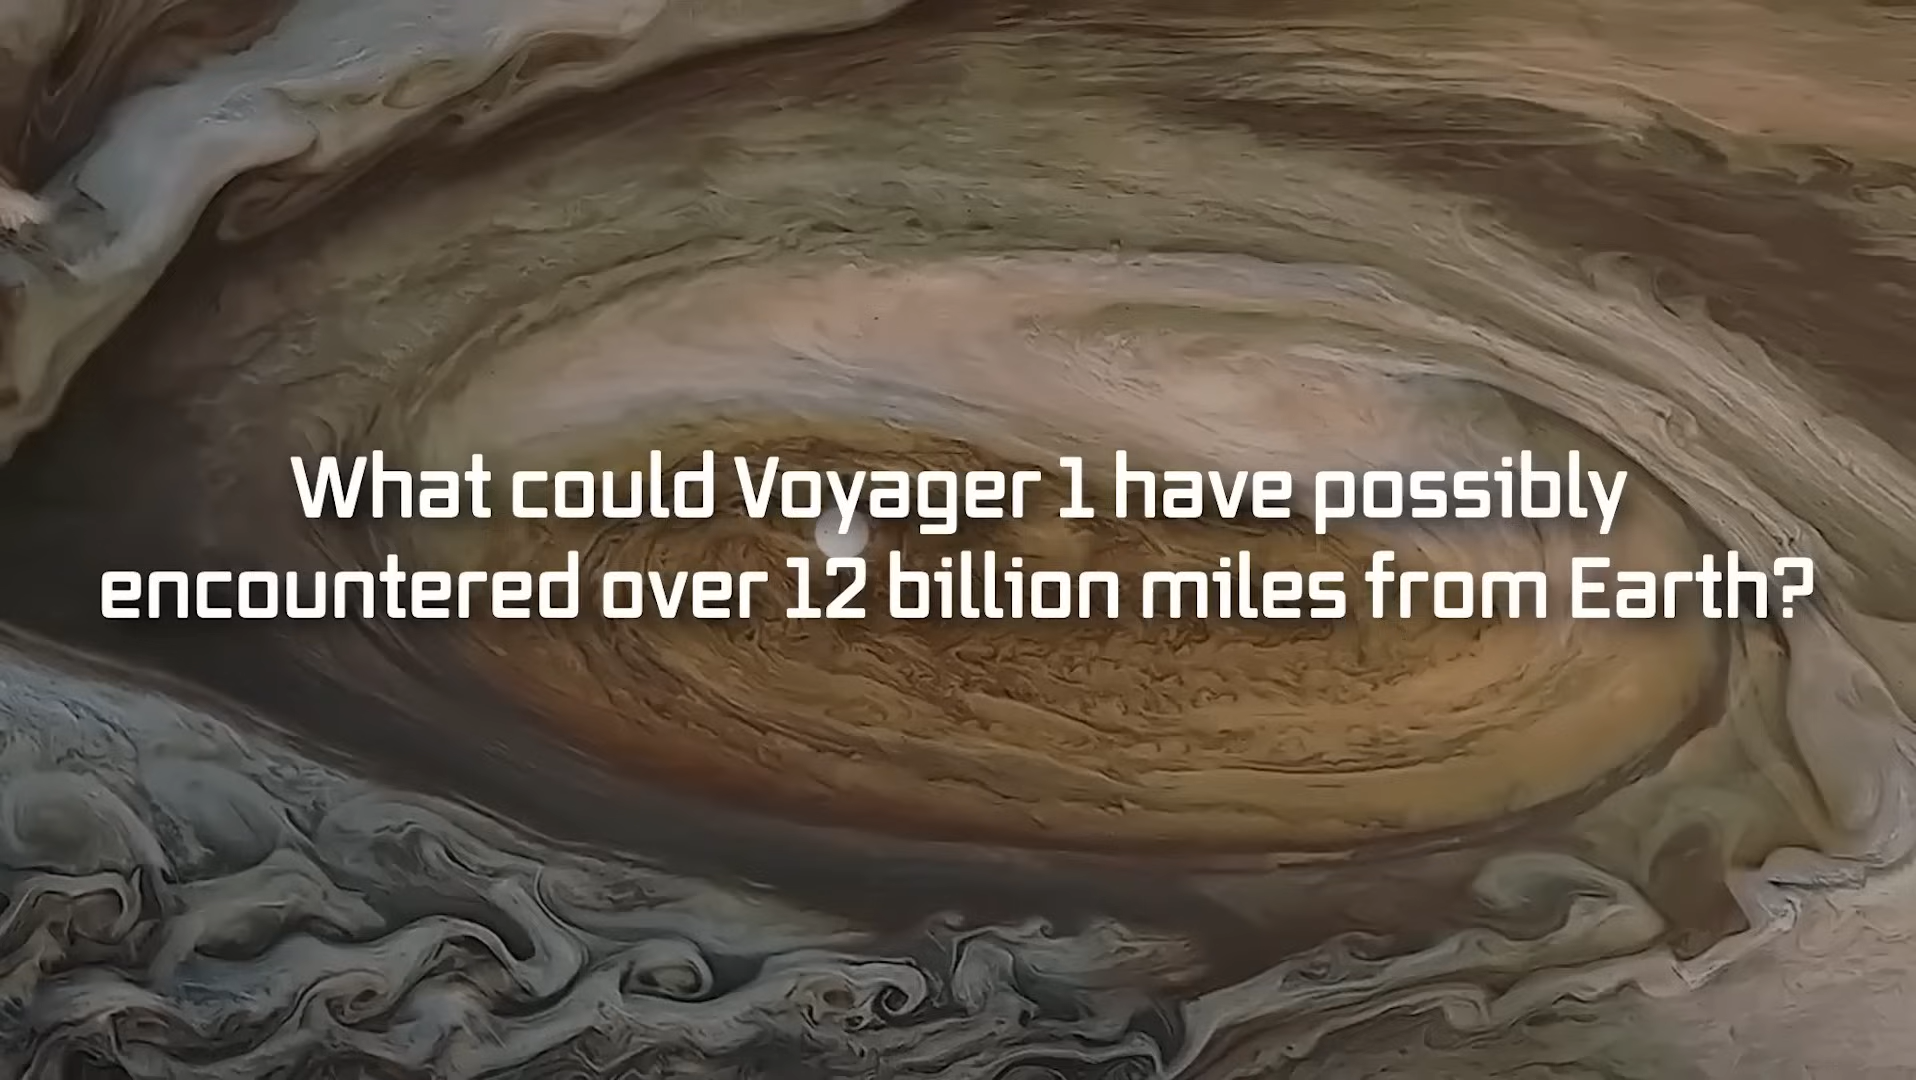 What could Voyager 1 have possibly
encountered over 12 billion miles from Earth?